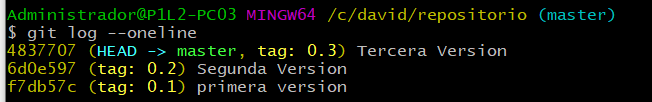 Administrador@P1L2-PC03 MINGW64 /c/david/repositorio (master)
$ git log --oneline
4837707 (HEAD -> master, tag: 0.3) Tercera Version
6d0e597 (tag: 0.2) Segunda Version
f7db57c (tag: 0.1) primera Version